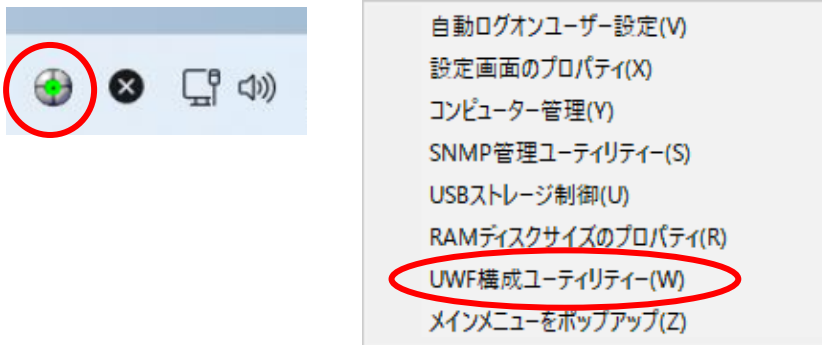 自動ログオンユーザー設定(V)
設定画面のプロパティ(X)
コンピューター管理(Y)
SNMP管理ユーティリティー(S)
USBストレージ制御(U)
RAMディスクサイズのプロパティ(R)
UWF構成ユーティリティー(W)
メインメニューをポップアップ(Z)